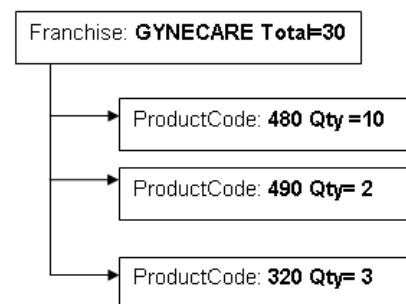 Franchise: GYNECARE Total=30
ProductCode: 480 Qty =10
ProductCode: 490 Qty= 2
ProductCode: 320 Qty= 3